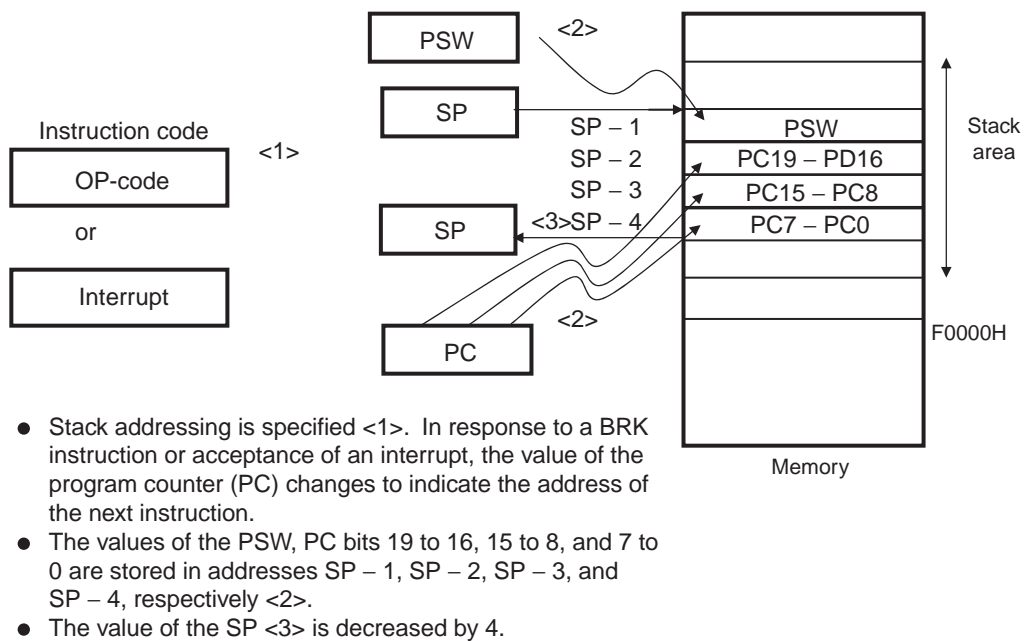 PSW
<2>
SP
SP – 1
PSW
Stack
area
Instruction code
<1>
SP – 2
PC19 – PD16
OP-code
SP – 3
PC15 – PC8
or
SP
<3>
SP – 4
PC7 – PC0
Interrupt
<2>
PC
F0000H
Memory
● Stack addressing is specified <1>. In response to a BRK
instruction or acceptance of an interrupt, the value of the
program counter (PC) changes to indicate the address of
the next instruction.
● The values of the PSW, PC bits 19 to 16, 15 to 8, and 7 to
0 are stored in addresses SP – 1, SP – 2, SP – 3, and
SP – 4, respectively <2>.
● The value of the SP <3> is decreased by 4.